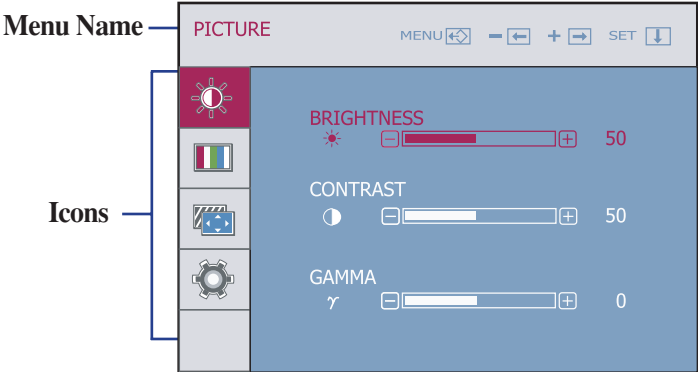 Menu Name
PICTURE
MENU - + SET
BRIGHTNESS
50
CONTRAST
50
Icons
GAMMA
γ 0